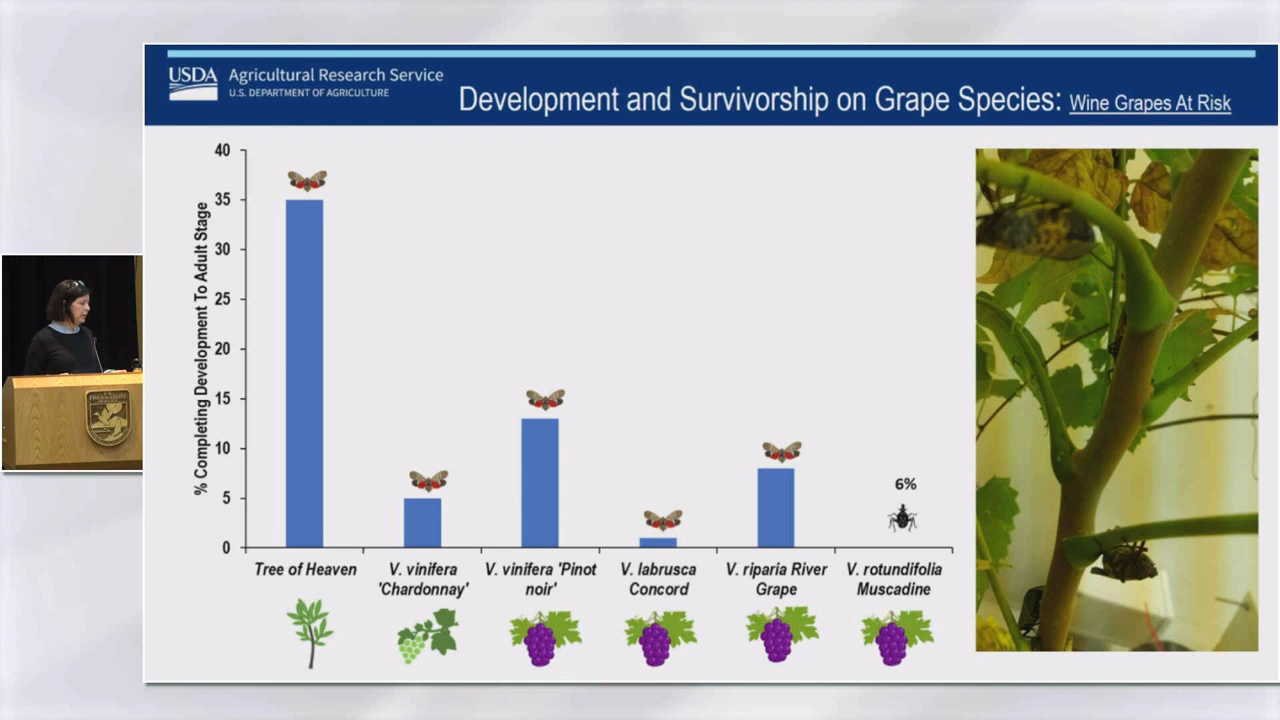 USDA
Agricultural Research Service
U.S. DEPARTMENT OF AGRICULTURE
Development and Survivorship on Grape Species: Wine Grapes At Risk
% Completing Development To Adult Stage
40
35
30
25
20
15
10
5
0
6%
Tree of Heaven
V. vinifera
'Chardonnay'
V. vinifera 'Pinot
noir'
V. labrusca
Concord
V. riparia River
Grape
V. rotundifolia
Muscadine